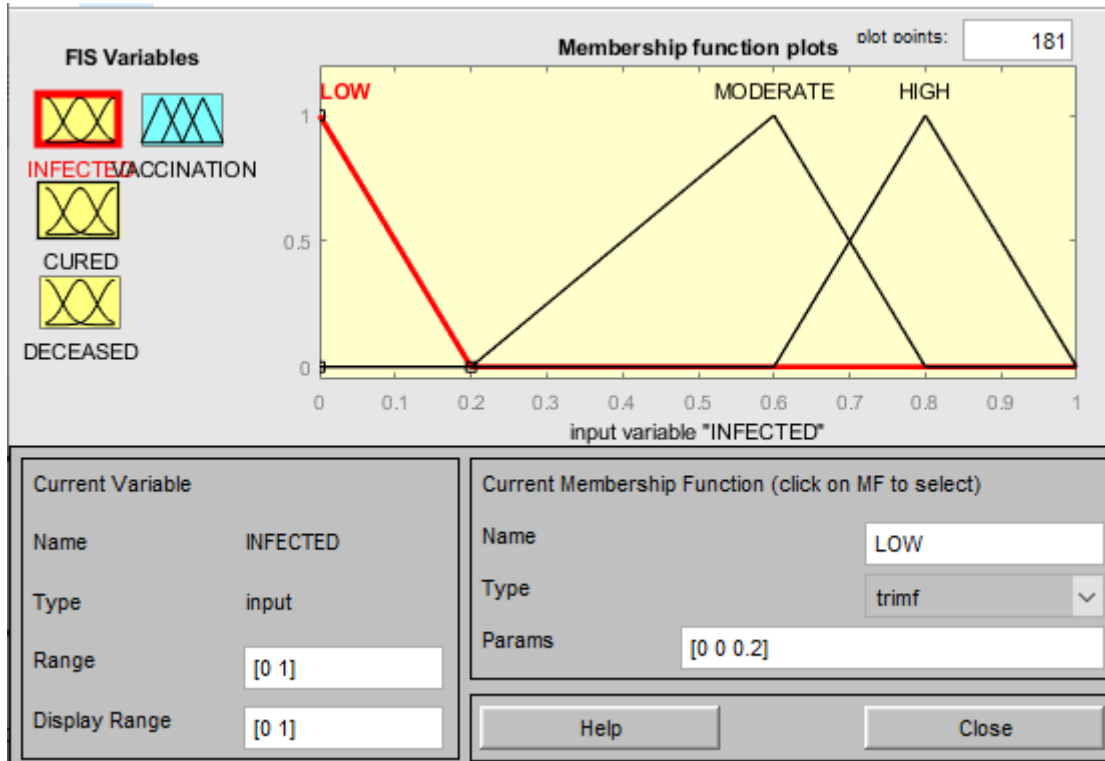 FIS Variables
Membership function plots
plot points:
181
INFECTED
VACCINATION
CURED
DECEASED
LOW
MODERATE
HIGH
1
0.5
0
0 0.1 0.2 0.3 0.4 0.5 0.6 0.7 0.8 0.9 1
input variable "INFECTED"
Current Variable
Name INFECTED
Type input
Range [0 1]
Display Range [0 1]
Current Membership Function (click on MF to select)
Name LOW
Type trimf
Params [0 0 0.2]
Help Close